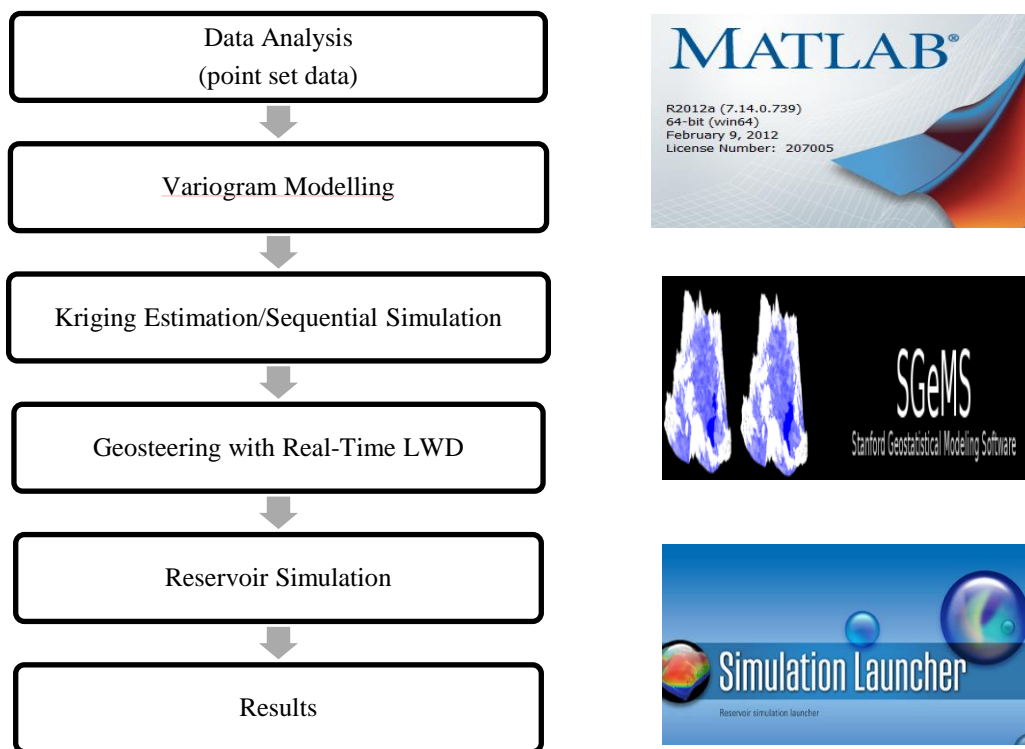 Data Analysis
(point set data)
Variogram Modelling
Kriging Estimation/Sequential Simulation
Geosteering with Real-Time LWD
Reservoir Simulation
Results
MATLAB®
R2012a (7.14.0.739)
64-bit (win64)
February 9, 2012
License Number: 207005
SGeMS
Stanford Geostatistical Modeling Software
Simulation Launcher
Reservoir simulation launcher